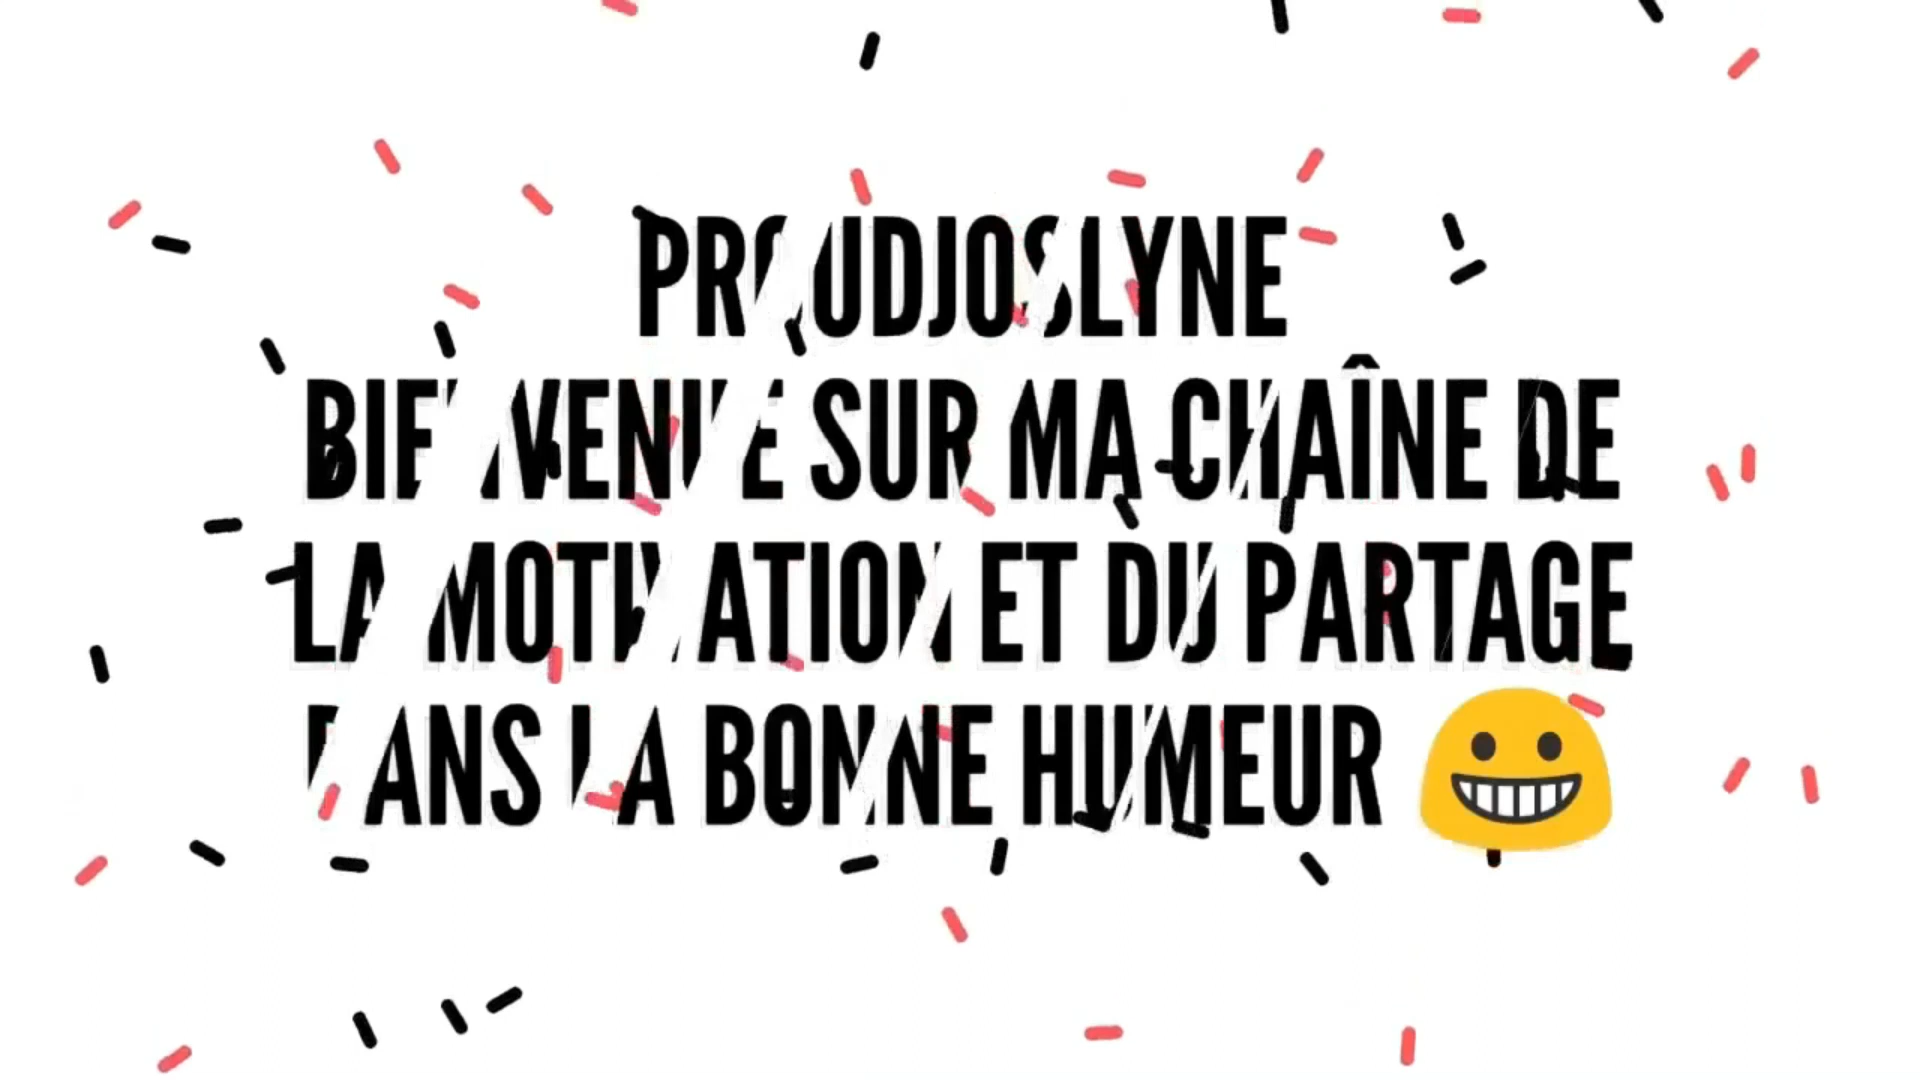 PROUDJOSLYNE
BIENVENUE SUR MA CHAÎNE DE
LA MOTIVATION ET DU PARTAGE
DANS LA BONNE HUMEUR 😀